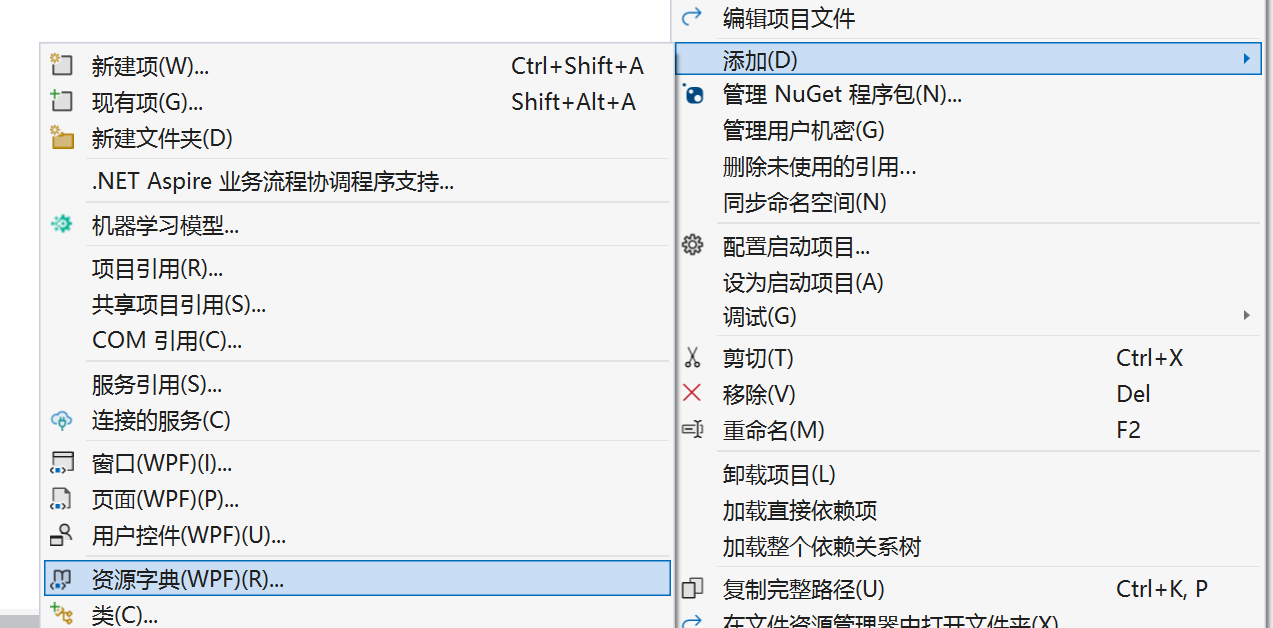 编辑项目文件
添加(D)
管理 NuGet 程序包(N)...
管理用户机密(G)
删除未使用的引用...
同步命名空间(N)
配置启动项目...
设为启动项目(A)
调试(G)
剪切(T) Ctrl+X
移除(V) Del
重命名(M) F2
卸载项目(L)
加载直接依赖项
加载整个依赖关系树
复制完整路径(U) Ctrl+K, P
在文件资源管理器中打开文件夹(X)
新建项(W)... Ctrl+Shift+A
现有项(G)... Shift+Alt+A
新建文件夹(D)
.NET Aspire 业务流程协调程序支持...
机器学习模型...
项目引用(R)...
共享项目引用(S)...
COM 引用(C)...
服务引用(S)...
连接的服务(C)
窗口(WPF)(I)...
页面(WPF)(P)...
用户控件(WPF)(U)...
资源字典(WPF)(R)...
类(C)...